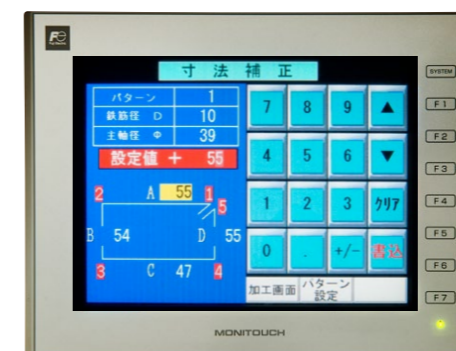 Fe
SYSTEM
寸法補正
パターン 1
鉄筋径 D 10
主軸径 Φ 39
設定値 + 55
7 8 9 ▲
F1
4 5 6 ▼
F2
F3
1 2 3 クリア
F4
0 . +/- 書込
F5
2 A 55 1
5
B 54 D 55
3 C 47 4
加工画面 パターン
設定
F6
F7
MONITOUCH